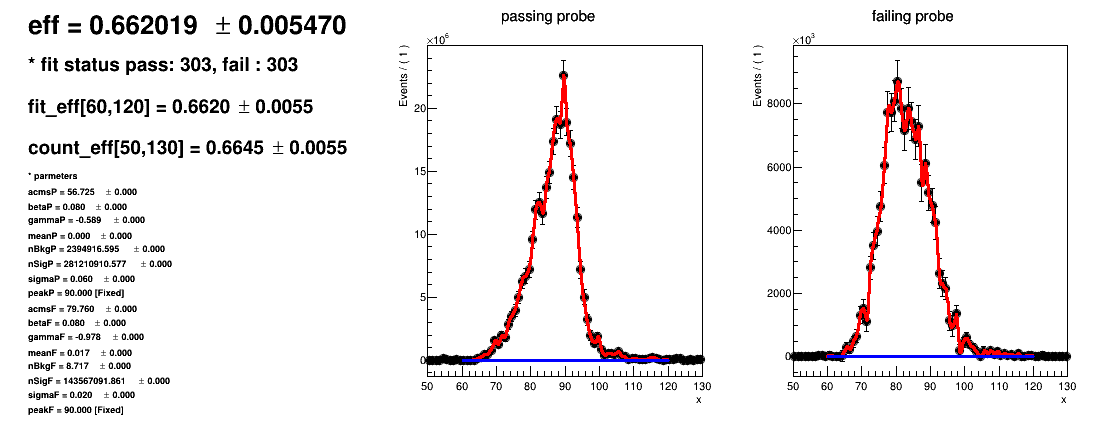 eff = 0.662019 ± 0.005470
* fit status pass: 303, fail : 303
fit_eff[60,120] = 0.6620 ± 0.0055
count_eff[50,130] = 0.6645 ± 0.0055
* parmeters
acmsP = 56.725 ± 0.000
betaP = 0.080 ± 0.000
gammaP = -0.589 ± 0.000
meanP = 0.000 ± 0.000
nBkgP = 2394916.595 ± 0.000
nSigP = 281210910.577 ± 0.000
sigmaP = 0.060 ± 0.000
peakP = 90.000 [Fixed]
acmsF = 79.760 ± 0.000
betaF = 0.080 ± 0.000
gammaF = -0.978 ± 0.000
meanF = 0.017 ± 0.000
nBkgF = 8.717 ± 0.000
nSigF = 143567091.861 ± 0.000
sigmaF = 0.020 ± 0.000
peakF = 90.000 [Fixed]
passing probe
×10⁶
Events / ( 1 )
20
15
10
5
0
50 60 70 80 90 100 110 120 130
x
failing probe
×10³
Events / ( 1 )
8000
6000
4000
2000
0
50 60 70 80 90 100 110 120 130
x